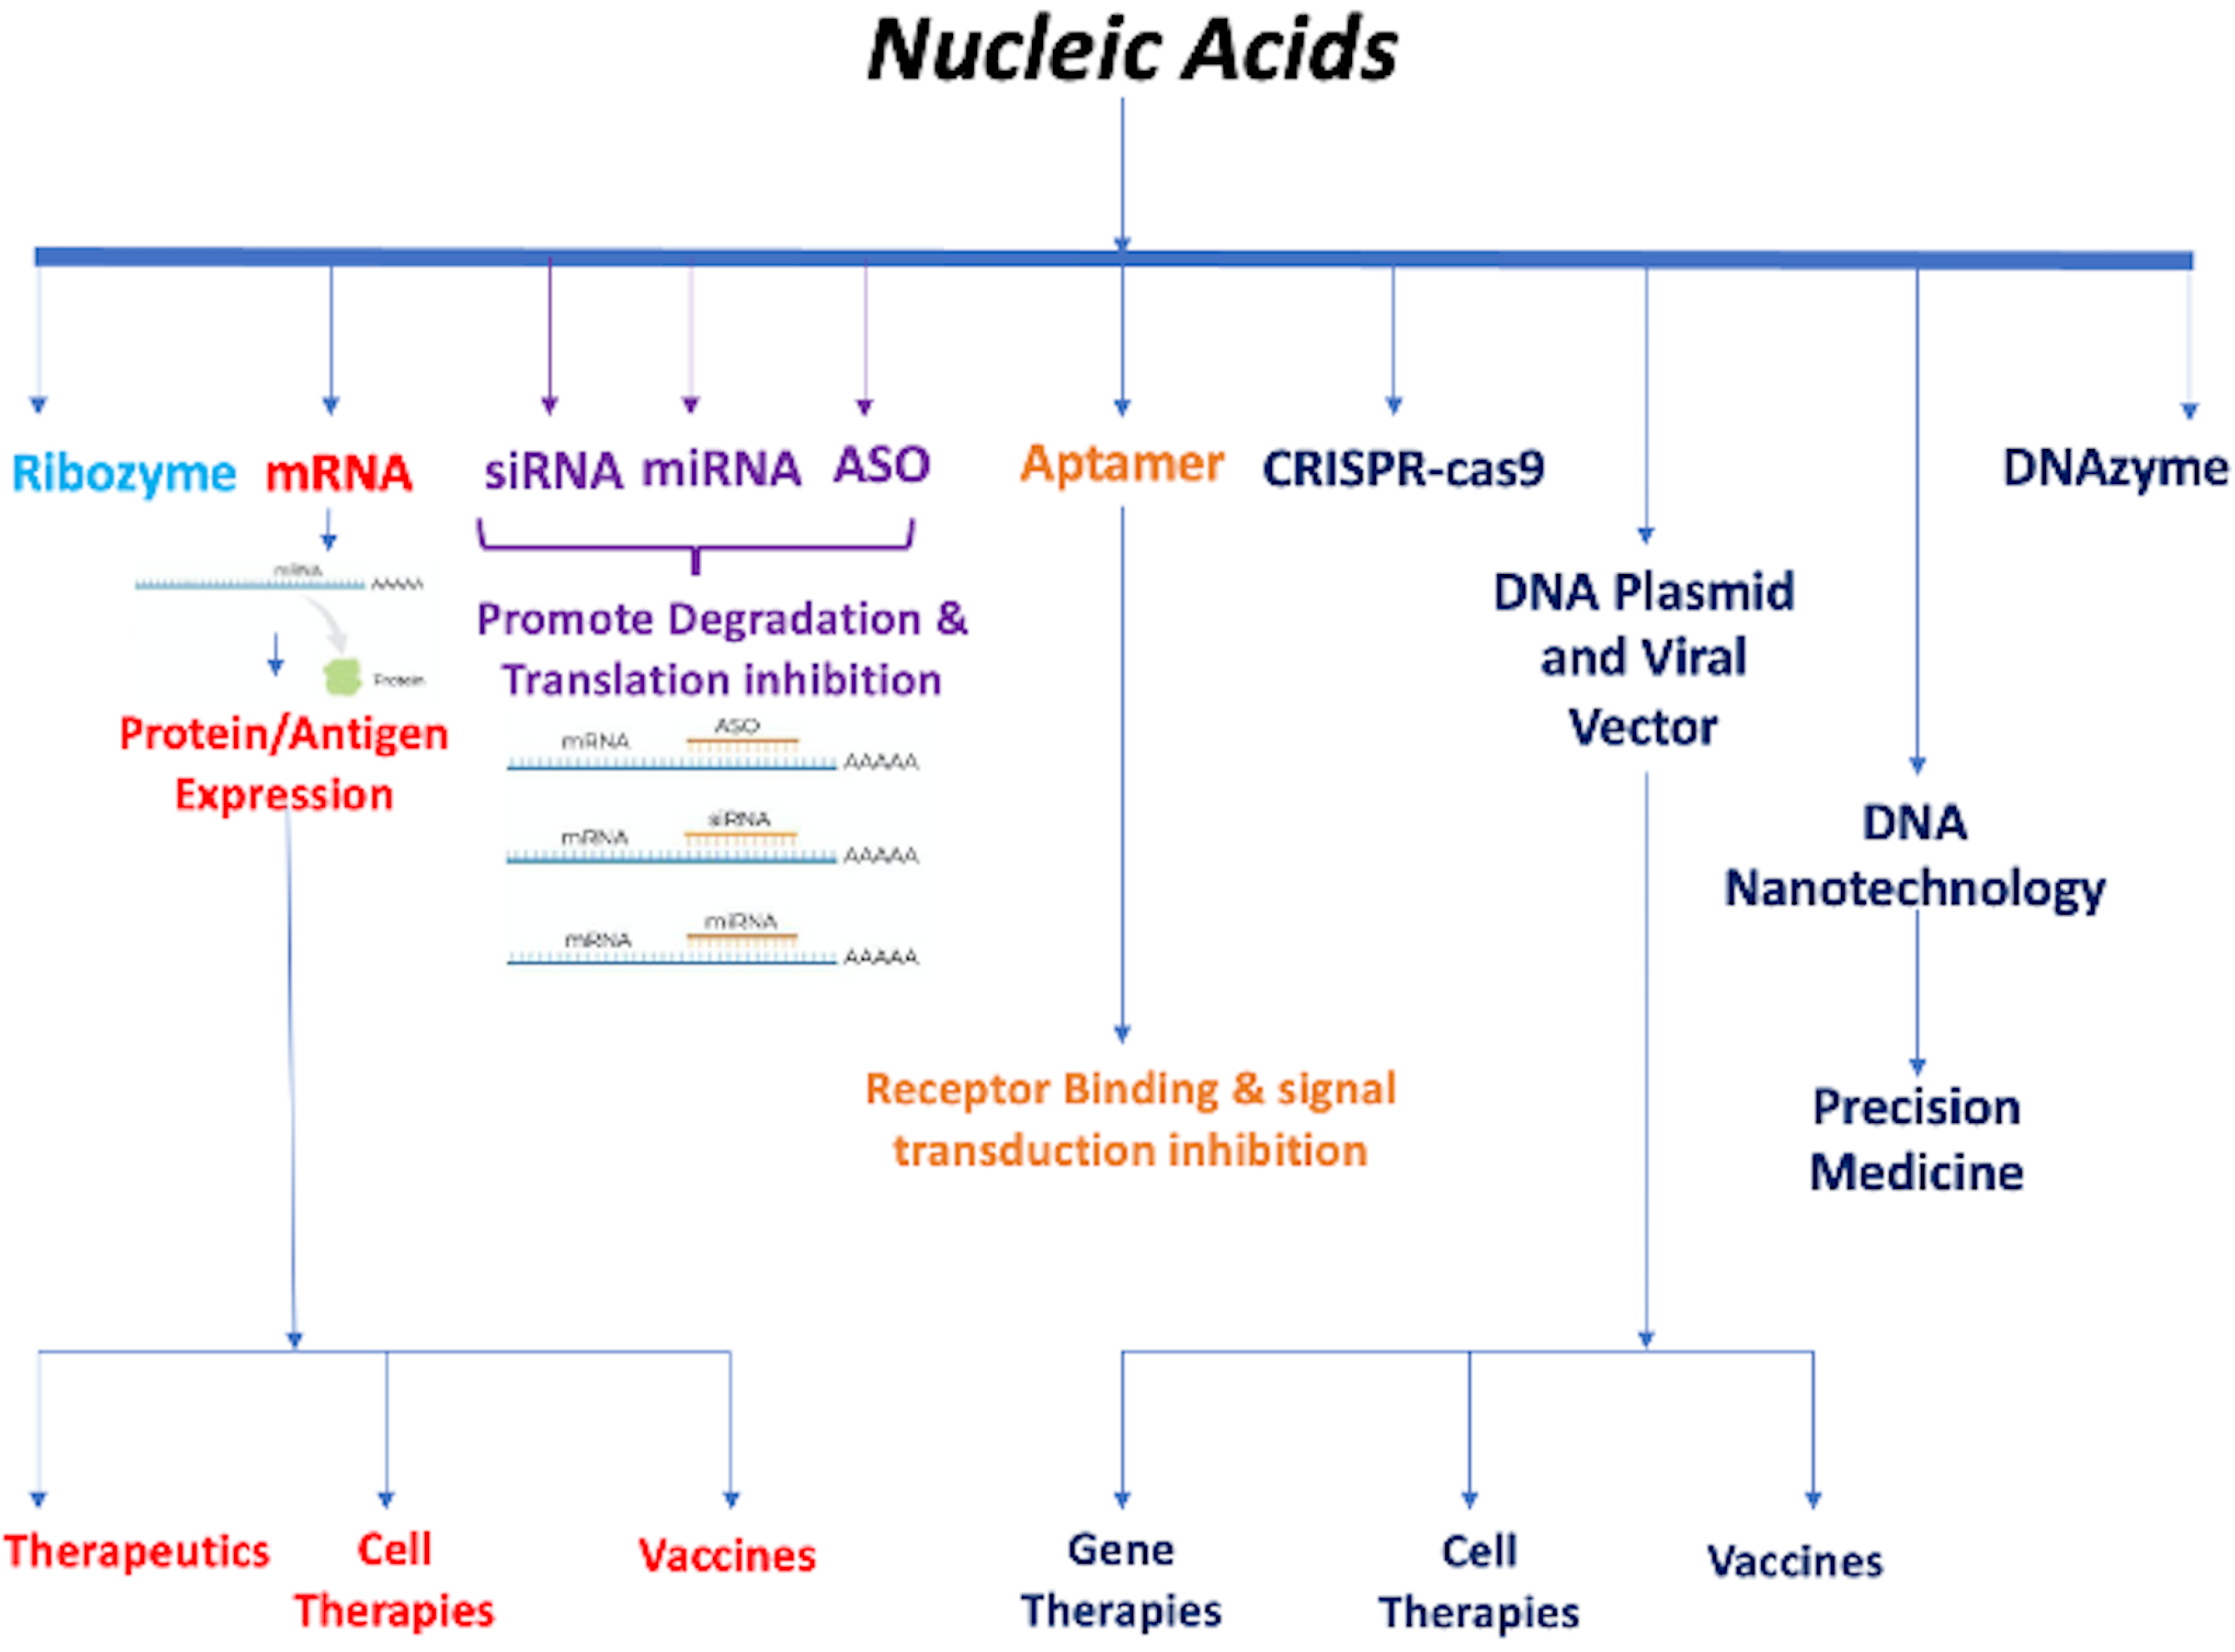 Nucleic Acids
Ribozyme
mRNA
siRNA
miRNA
ASO
Aptamer
CRISPR-cas9
DNAzyme
mRNA
AAAAA
Protein
Protein/Antigen
Expression
Promote Degradation &
Translation inhibition
ASO
mRNA
AAAAA
siRNA
mRNA
AAAAA
miRNA
mRNA
AAAAA
Receptor Binding & signal
transduction inhibition
DNA Plasmid
and Viral
Vector
DNA
Nanotechnology
Precision
Medicine
Therapeutics
Cell
Therapies
Vaccines
Gene
Therapies
Cell
Therapies
Vaccines